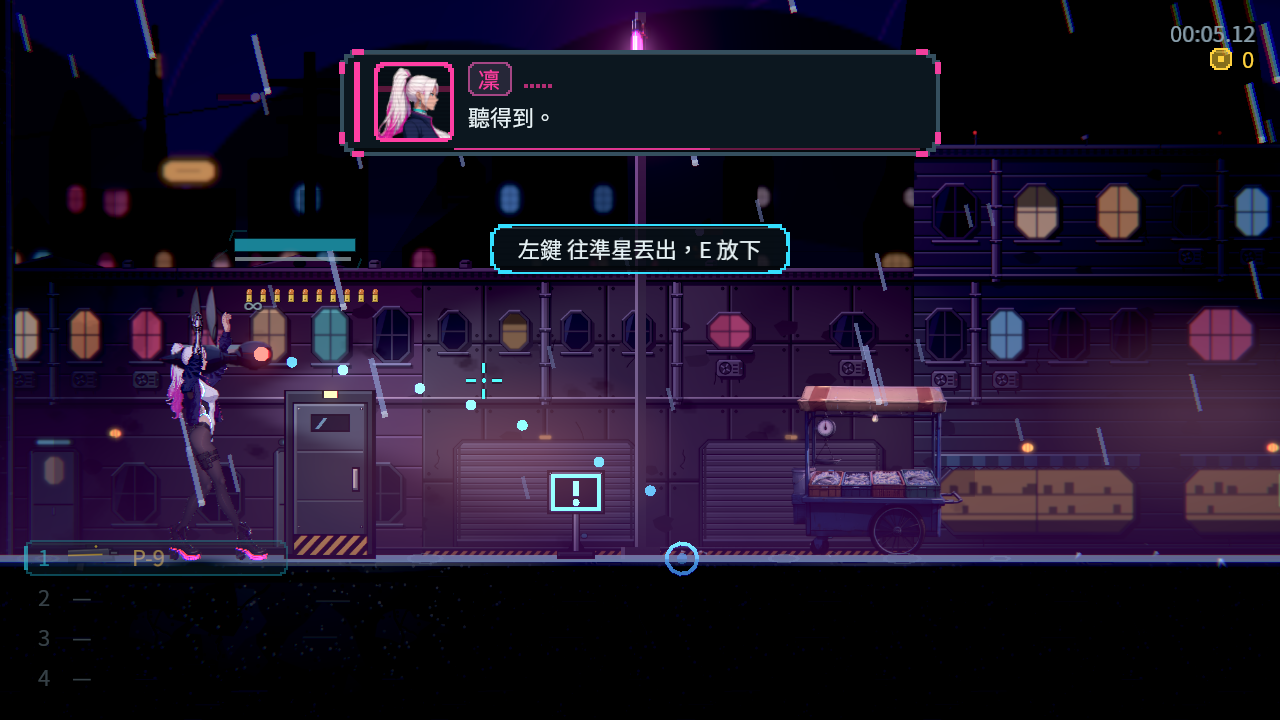 00:05.12
0
凜 .....
聽得到。
左鍵 往準星丟出，E 放下
∞
!
1 P-9
2 —
3 —
4 —